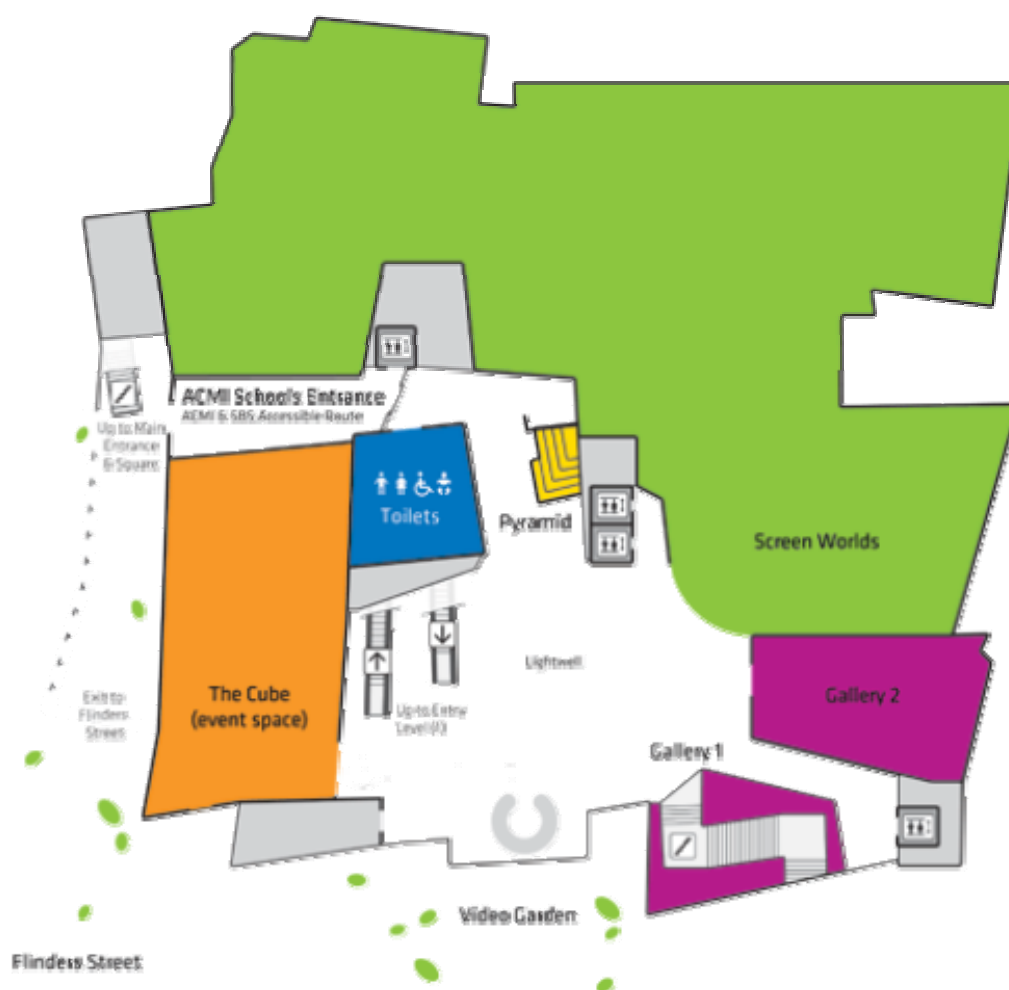 ACMI Schools Entrance
ACMI & SBS Accessible Route
Up to Main
Entrance
& Square
Toilets
Pyramid
Screen Worlds
Lightwell
Exit to
Flinders
Street
The Cube
(event space)
Up to Entry
Level (1)
Gallery 2
Gallery 1
Video Garden
Flinders Street